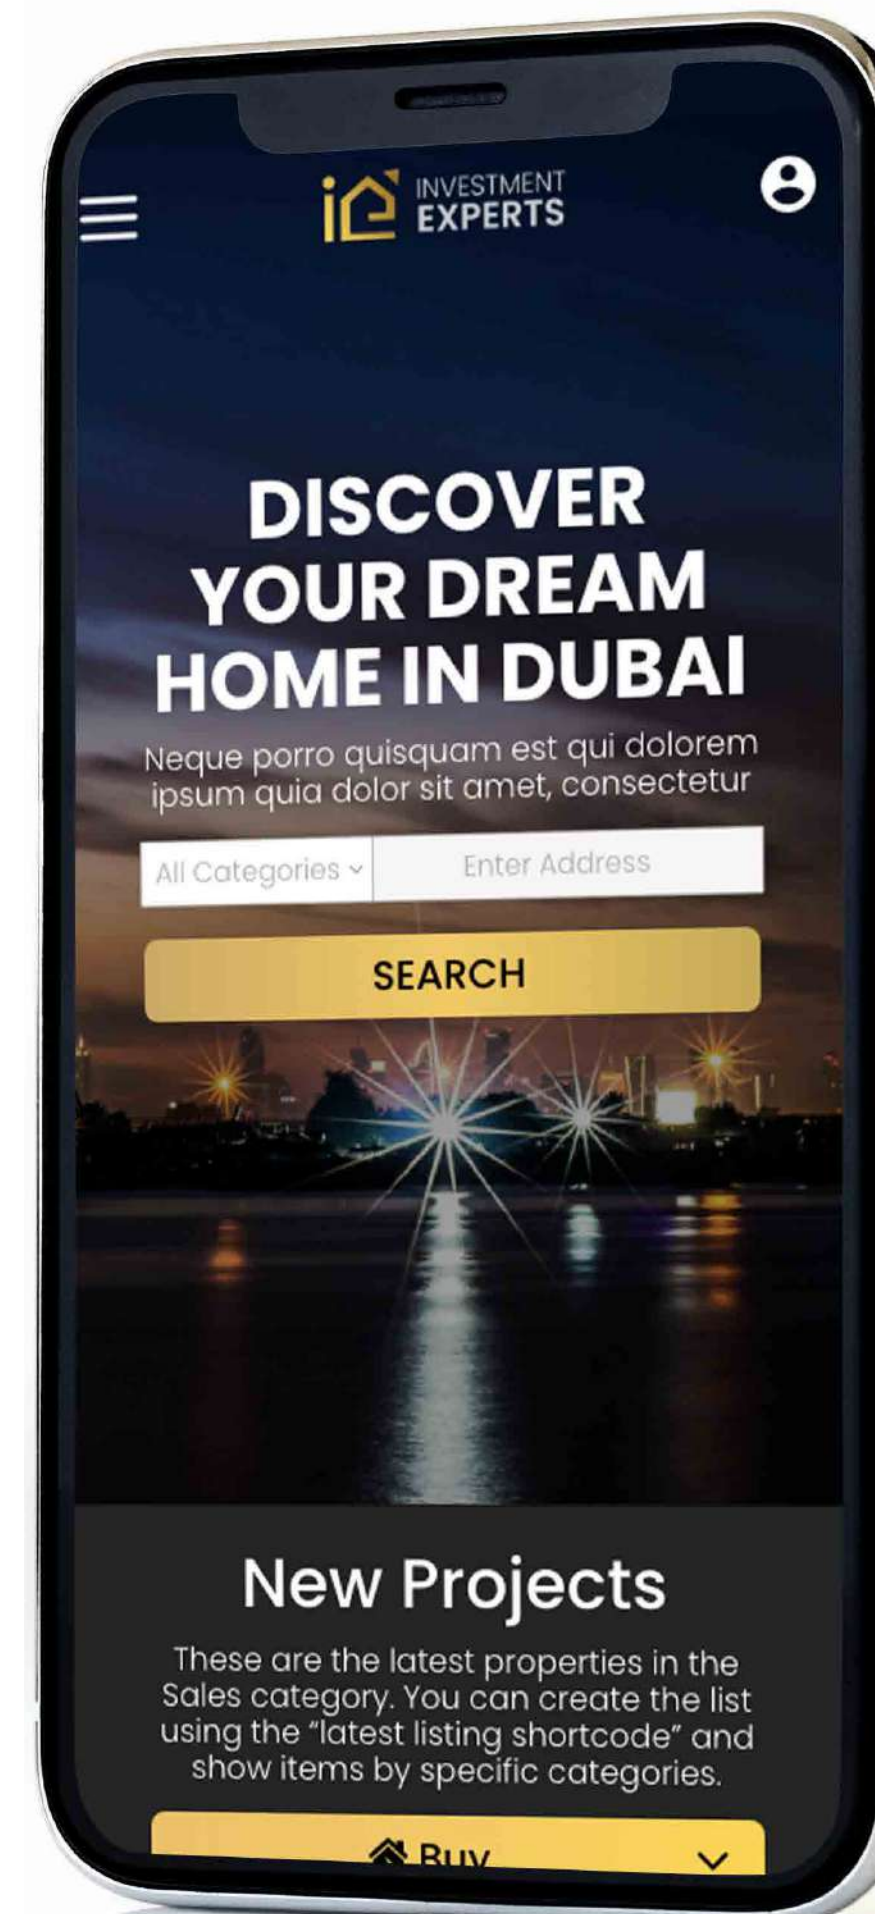 INVESTMENT
EXPERTS
DISCOVER
YOUR DREAM
HOME IN DUBAI
Neque porro quisquam est qui dolorem
ipsum quia dolor sit amet, consectetur
All Categories
Enter Address
SEARCH
New Projects
These are the latest properties in the
Sales category. You can create the list
using the “latest listing shortcode” and
show items by specific categories.
Buy